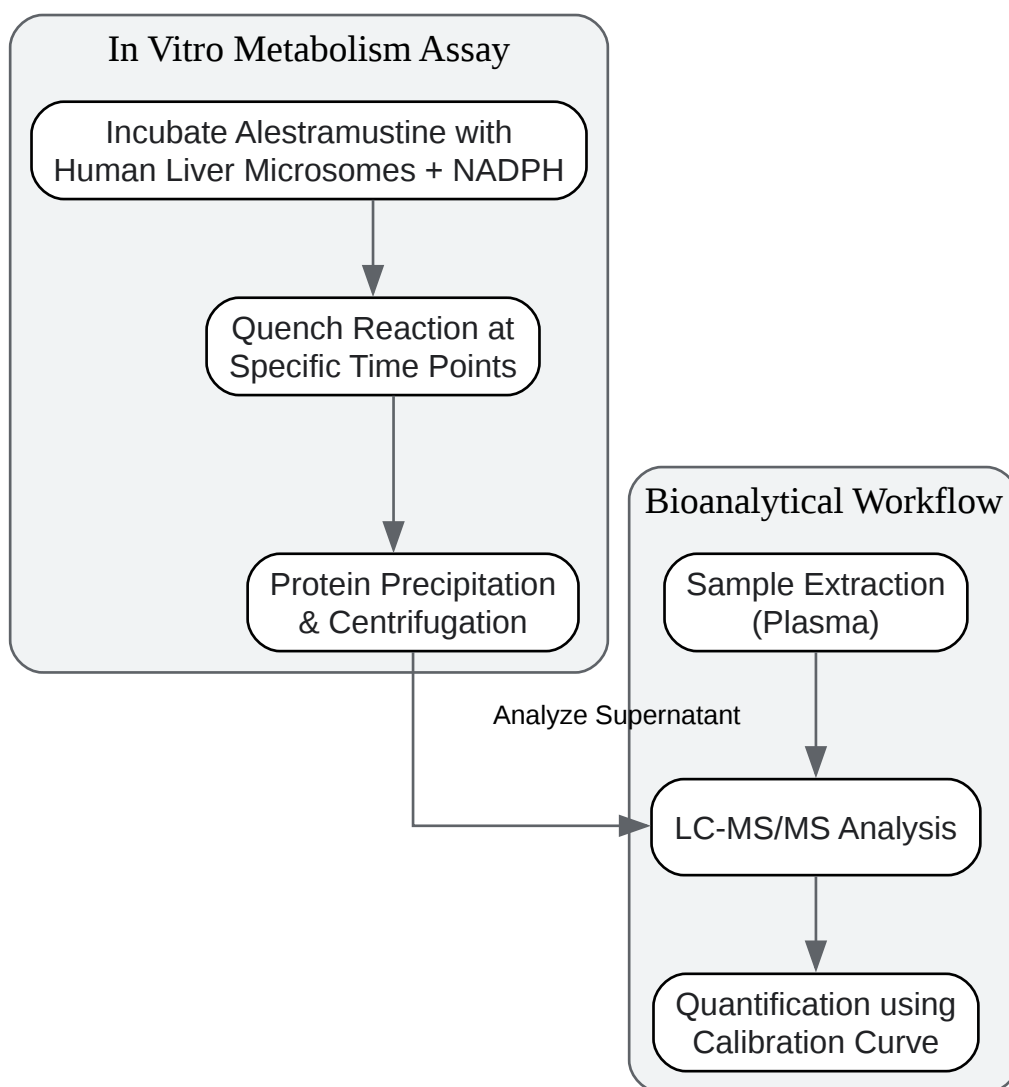 In Vitro Metabolism Assay
Incubate Alestramustine with
Human Liver Microsomes + NADPH
Quench Reaction at
Specific Time Points
Protein Precipitation
& Centrifugation
Analyze Supernatant
Bioanalytical Workflow
Sample Extraction
(Plasma)
LC-MS/MS Analysis
Quantification using
Calibration Curve